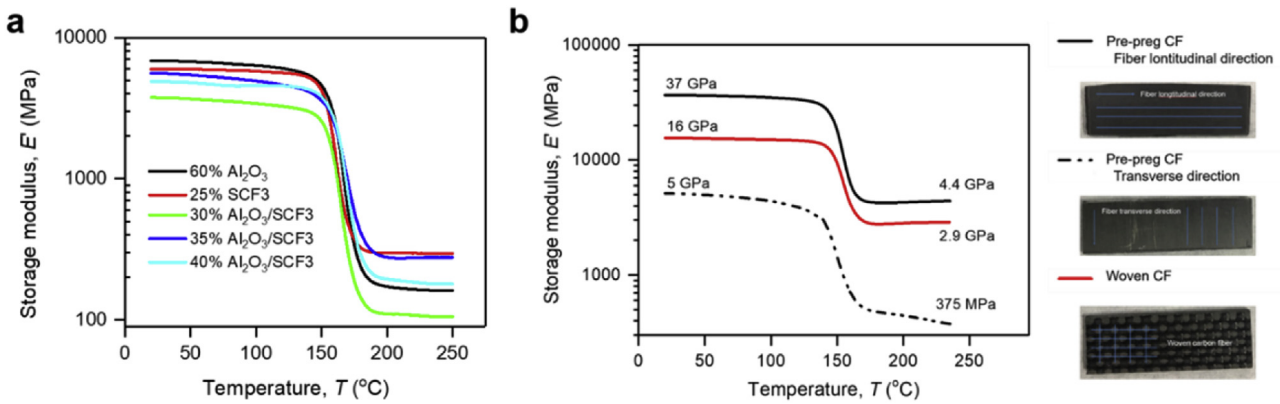 a
10000
1000
100
Storage modulus, E' (MPa)
60% Al₂O₃
25% SCF3
30% Al₂O₃/SCF3
35% Al₂O₃/SCF3
40% Al₂O₃/SCF3
0 50 100 150 200 250
Temperature, T (°C)
b
100000
10000
1000
Storage modulus, E' (MPa)
37 GPa
16 GPa
5 GPa
4.4 GPa
2.9 GPa
375 MPa
0 50 100 150 200 250
Temperature, T (°C)
Pre-preg CF
Fiber lontitudinal direction
Fiber longtitudinal direction
Pre-preg CF
Transverse direction
Fiber transverse direction
Woven CF
Woven carbon fiber